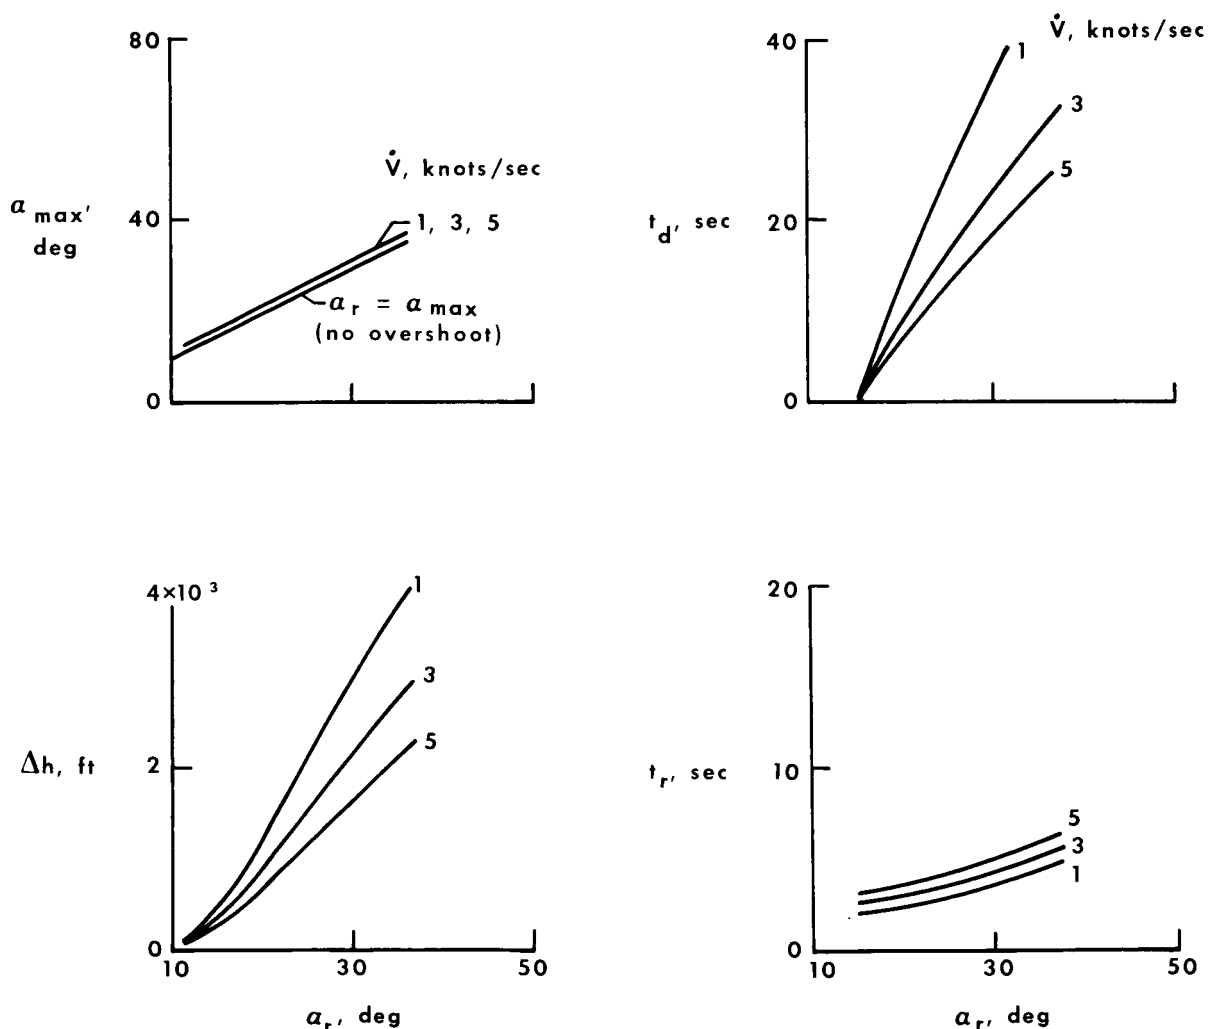 80
40
0
α max, deg
V̇, knots/sec
1, 3, 5
α r = α max
(no overshoot)
30
50
40
20
0
t d, sec
V̇, knots/sec
1
3
5
4×10 3
2
0
Δh, ft
1
3
5
10
30
50
α r, deg
20
10
0
t r, sec
5
3
1
10
30
50
α r, deg